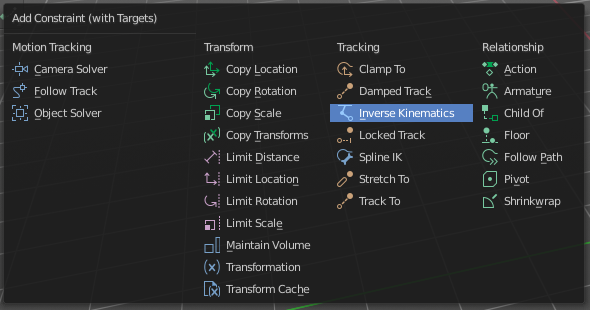 Add Constraint (with Targets)
Motion Tracking
Camera Solver
Follow Track
Object Solver
Transform
Copy Location
Copy Rotation
Copy Scale
Copy Transforms
Limit Distance
Limit Location
Limit Rotation
Limit Scale
Maintain Volume
Transformation
Transform Cache
Tracking
Clamp To
Damped Track
Inverse Kinematics
Locked Track
Spline IK
Stretch To
Track To
Relationship
Action
Armature
Child Of
Floor
Follow Path
Pivot
Shrinkwrap